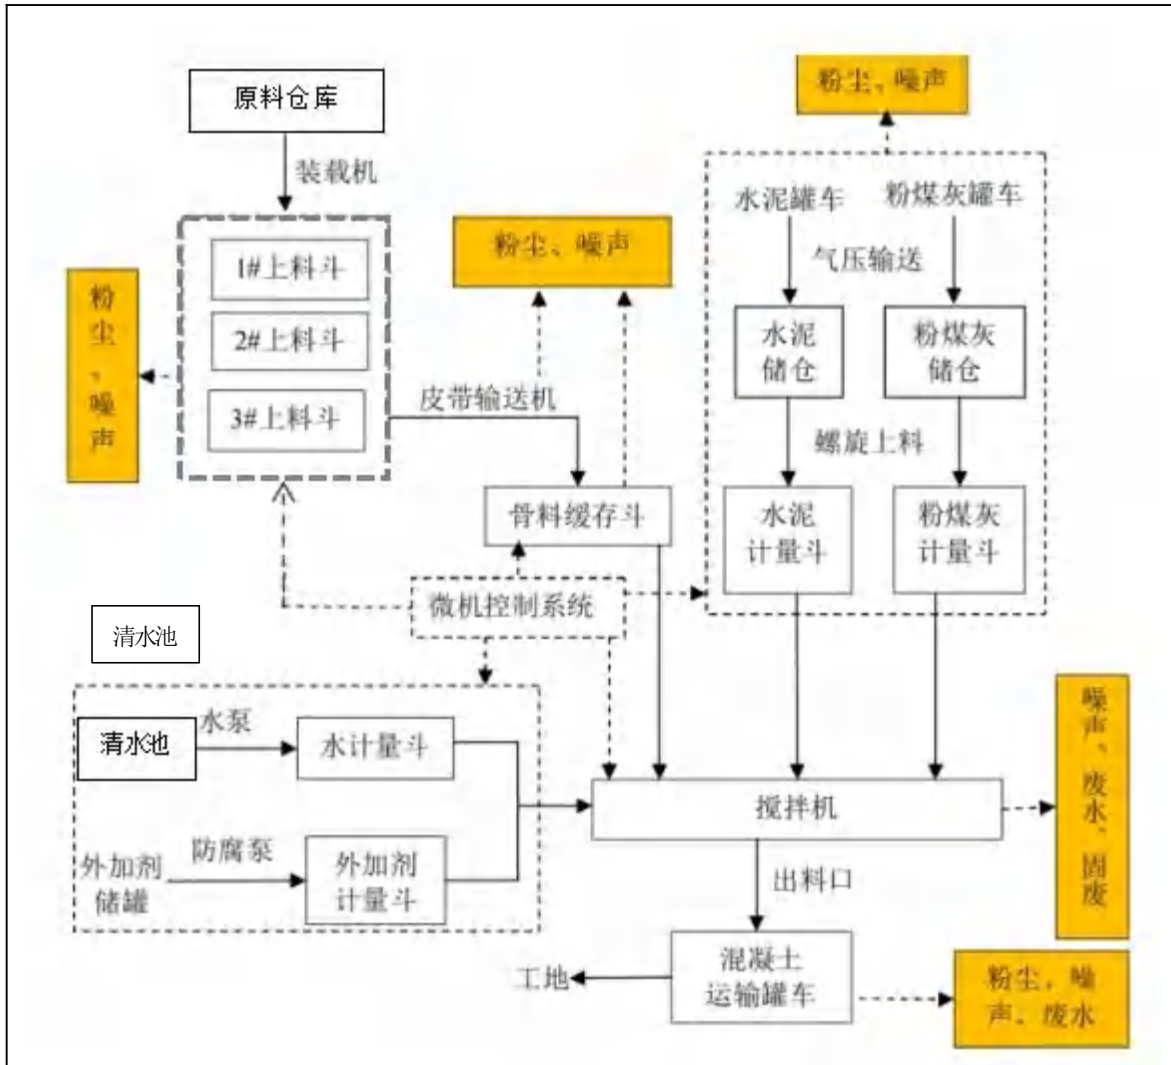 原料仓库
粉尘、噪声
装载机
水泥罐车
粉煤灰罐车
粉尘、噪声
1#上料斗
气压输送
粉尘、噪声
2#上料斗
水泥
储仓
粉煤灰
储仓
3#上料斗
皮带输送机
螺旋上料
骨料缓存斗
水泥
计量斗
粉煤灰
计量斗
微机控制系统
清水池
清水池
水泵
水计量斗
噪声、废水、固废
搅拌机
外加剂
储罐
防腐泵
外加剂
计量斗
出料口
工地
混凝土
运输罐车
粉尘、噪
声、废水